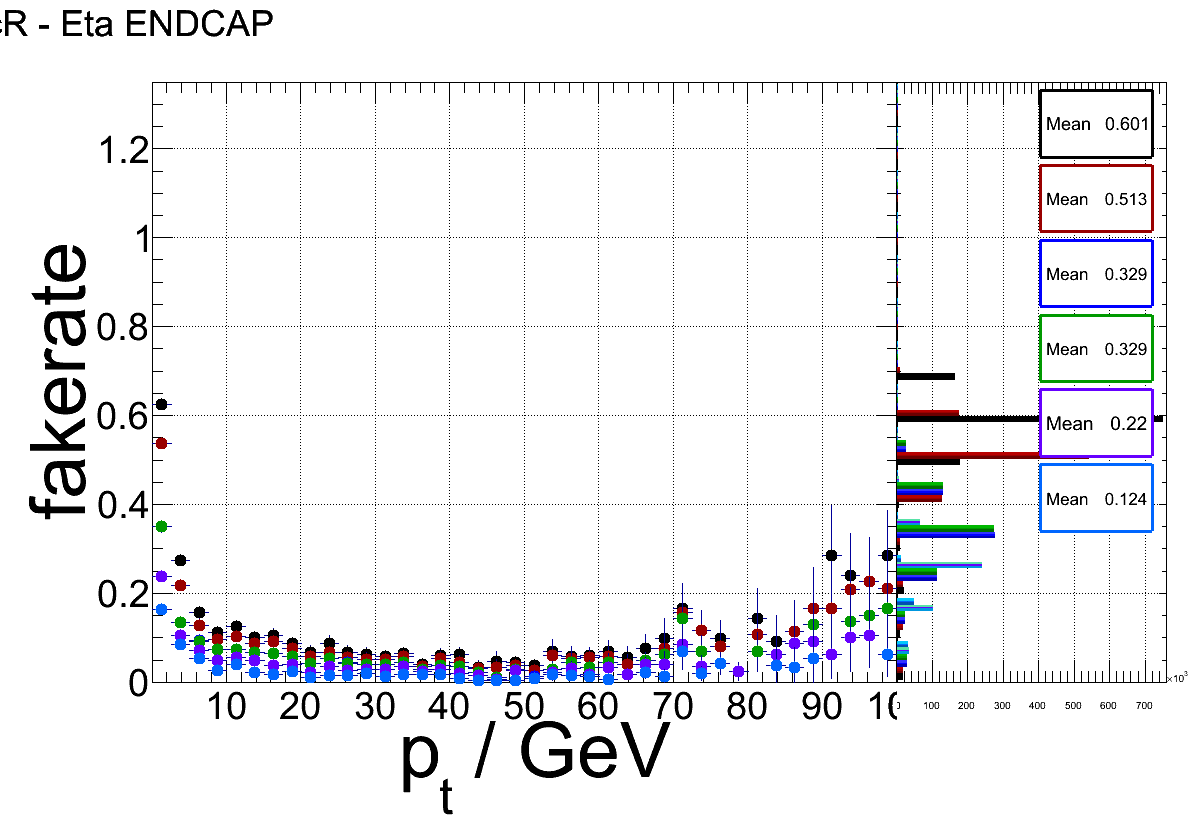 R - Eta ENDCAP
fakerate
1.2
1
0.8
0.6
0.4
0.2
0
10 20 30 40 50 60 70 80 90 10
p_t / GeV
Mean 0.601
Mean 0.513
Mean 0.329
Mean 0.329
Mean 0.22
Mean 0.124
100 200 300 400 500 600 700
×10³